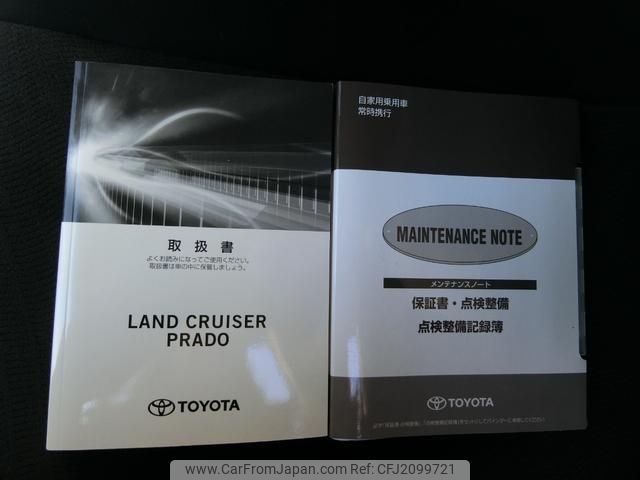 取扱書
よくお読みになってご使用ください。
取扱書は車の中に保管しましょう。
LAND CRUISER
PRADO
TOYOTA
自家用乗用車
常時携行
MAINTENANCE NOTE
メンテナンスノート
保証書・点検整備
点検整備記録簿
TOYOTA
www.CarFromJapan.com - CFJ2099721